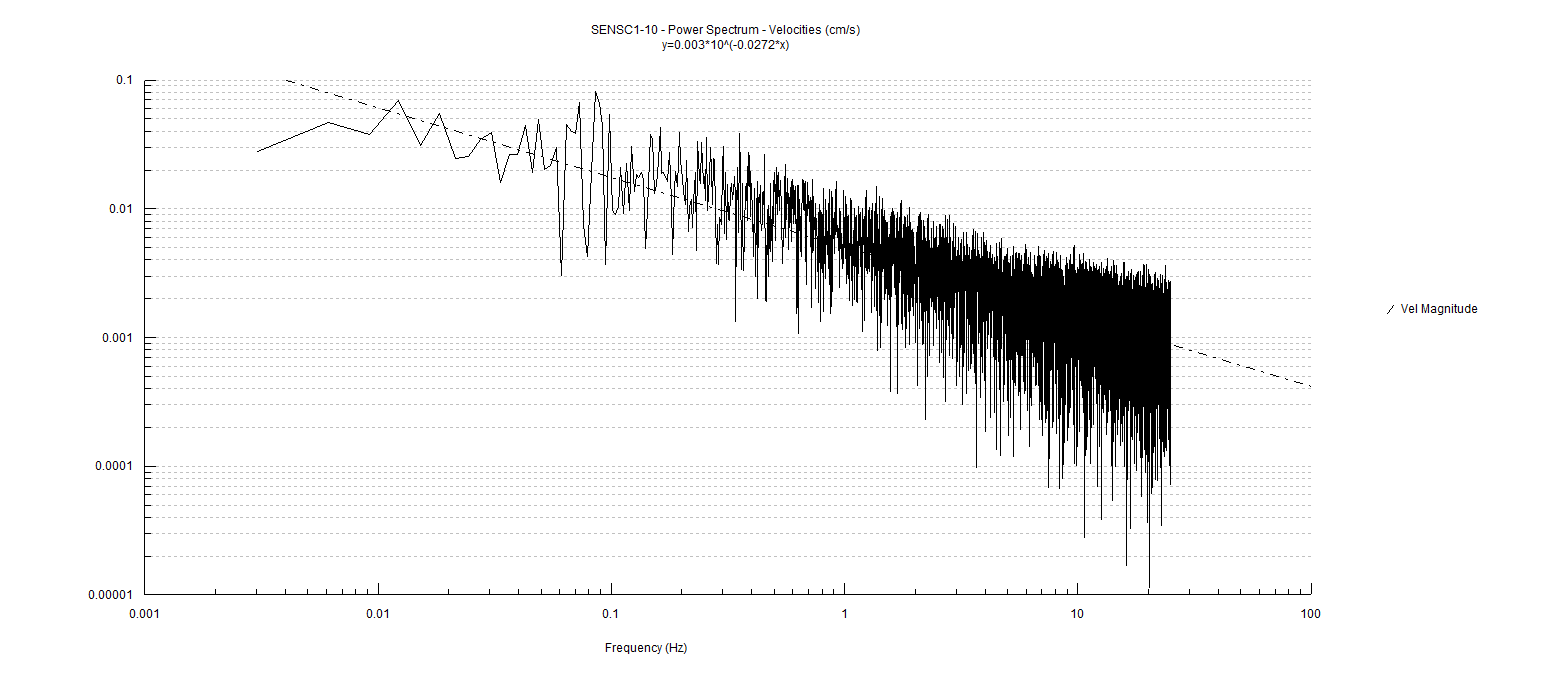 SENSC1-10 - Power Spectrum - Velocities (cm/s)
y=0.003*10^(-0.0272*x)
0.1
0.01
0.001
0.0001
0.00001
0.001
0.01
0.1
1
10
100
Frequency (Hz)
Vel Magnitude